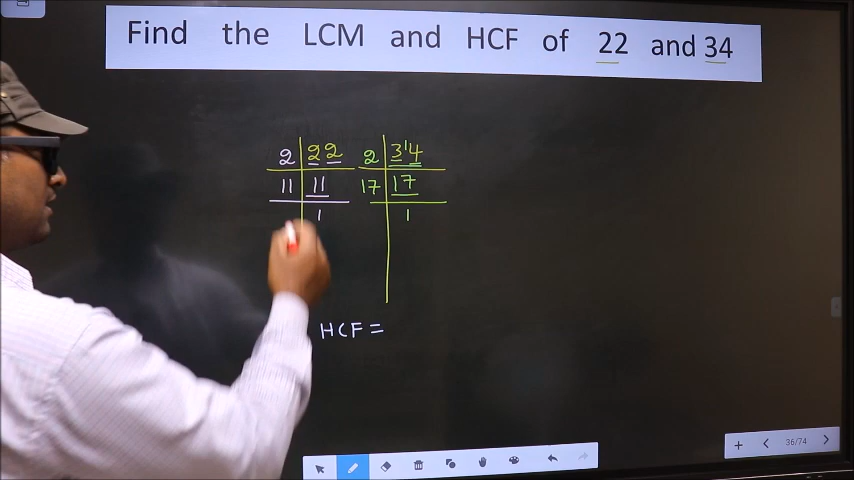 Find the LCM and HCF of 22 and 34
2 22 2 3¹4
11 11 17 17
1 1
HCF =
36/74